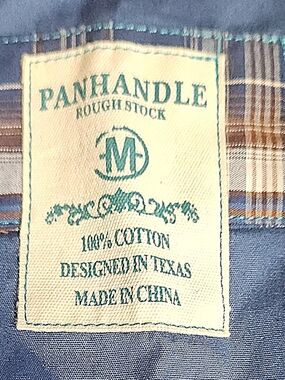 PANHANDLE
ROUGH STOCK
M
100% COTTON
DESIGNED IN TEXAS
MADE IN CHINA